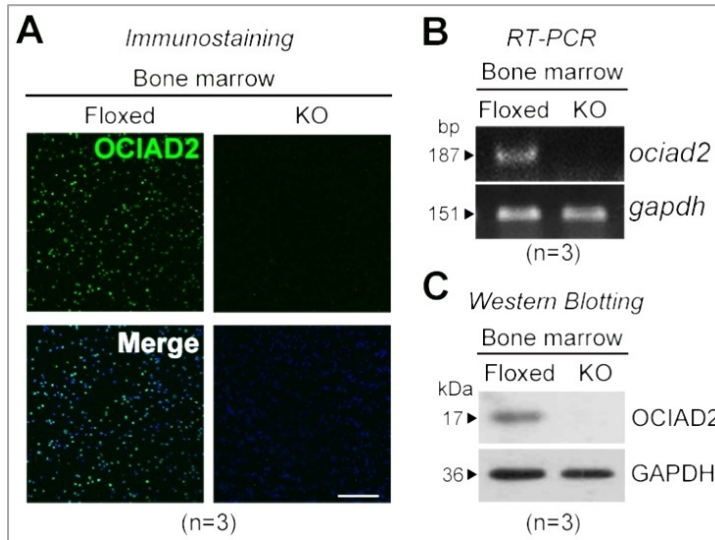 A
Immunostaining
Bone marrow
Floxed KO
OCIAD2
Merge
(n=3)
B
RT-PCR
Bone marrow
Floxed KO
bp
187 ociad2
151 gapdh
(n=3)
C
Western Blotting
Bone marrow
Floxed KO
kDa
17 OCIAD2
36 GAPDH
(n=3)